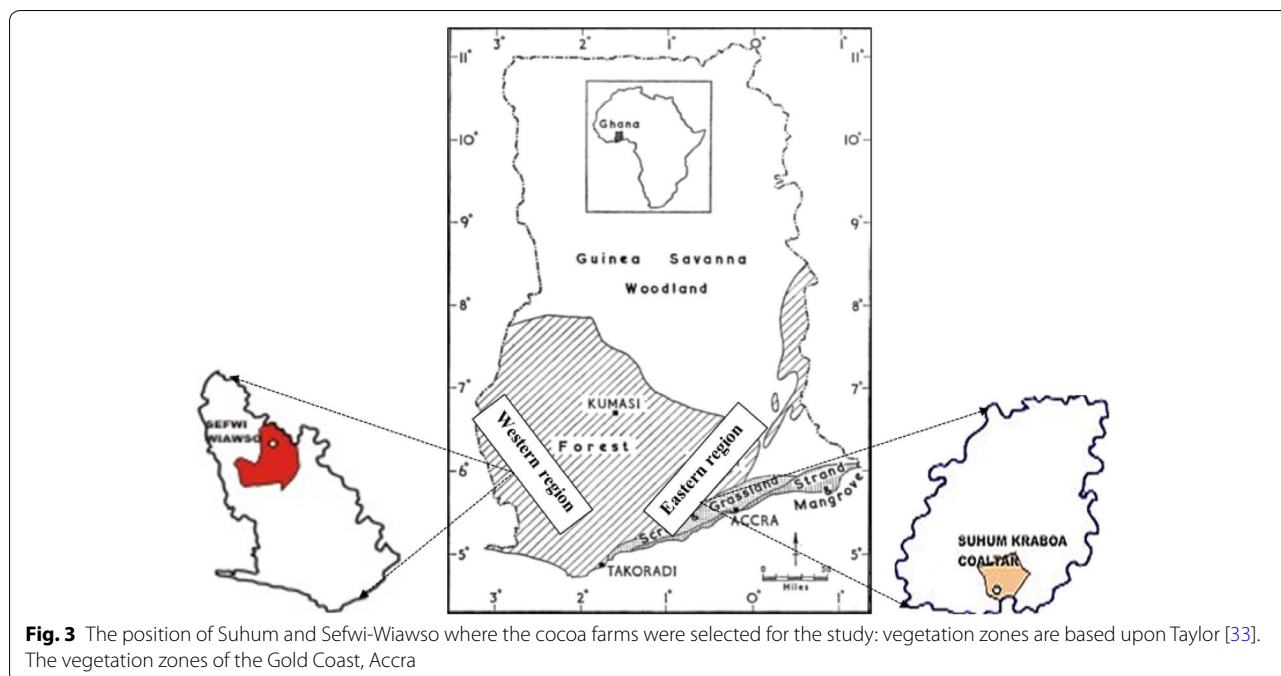 3° 2° 1° 0° 1°
11° 11°
Ghana
10° 10°
9° 9°
Guinea Savanna
Woodland
8° 8°
7° 7°
KUMASI
SEFWI
WIAWSO
Western region
Forest
Eastern region
6° 6°
Grassland Strand
&
Mangrove
Scr
ACCRA
SUHUM KRABOA
COALTAR
5° 5°
TAKORADI
0 50
Miles
3° 2° 1° 0° 1°
Fig. 3 The position of Suhum and Sefwi-Wiawso where the cocoa farms were selected for the study: vegetation zones are based upon Taylor [33].
The vegetation zones of the Gold Coast, Accra